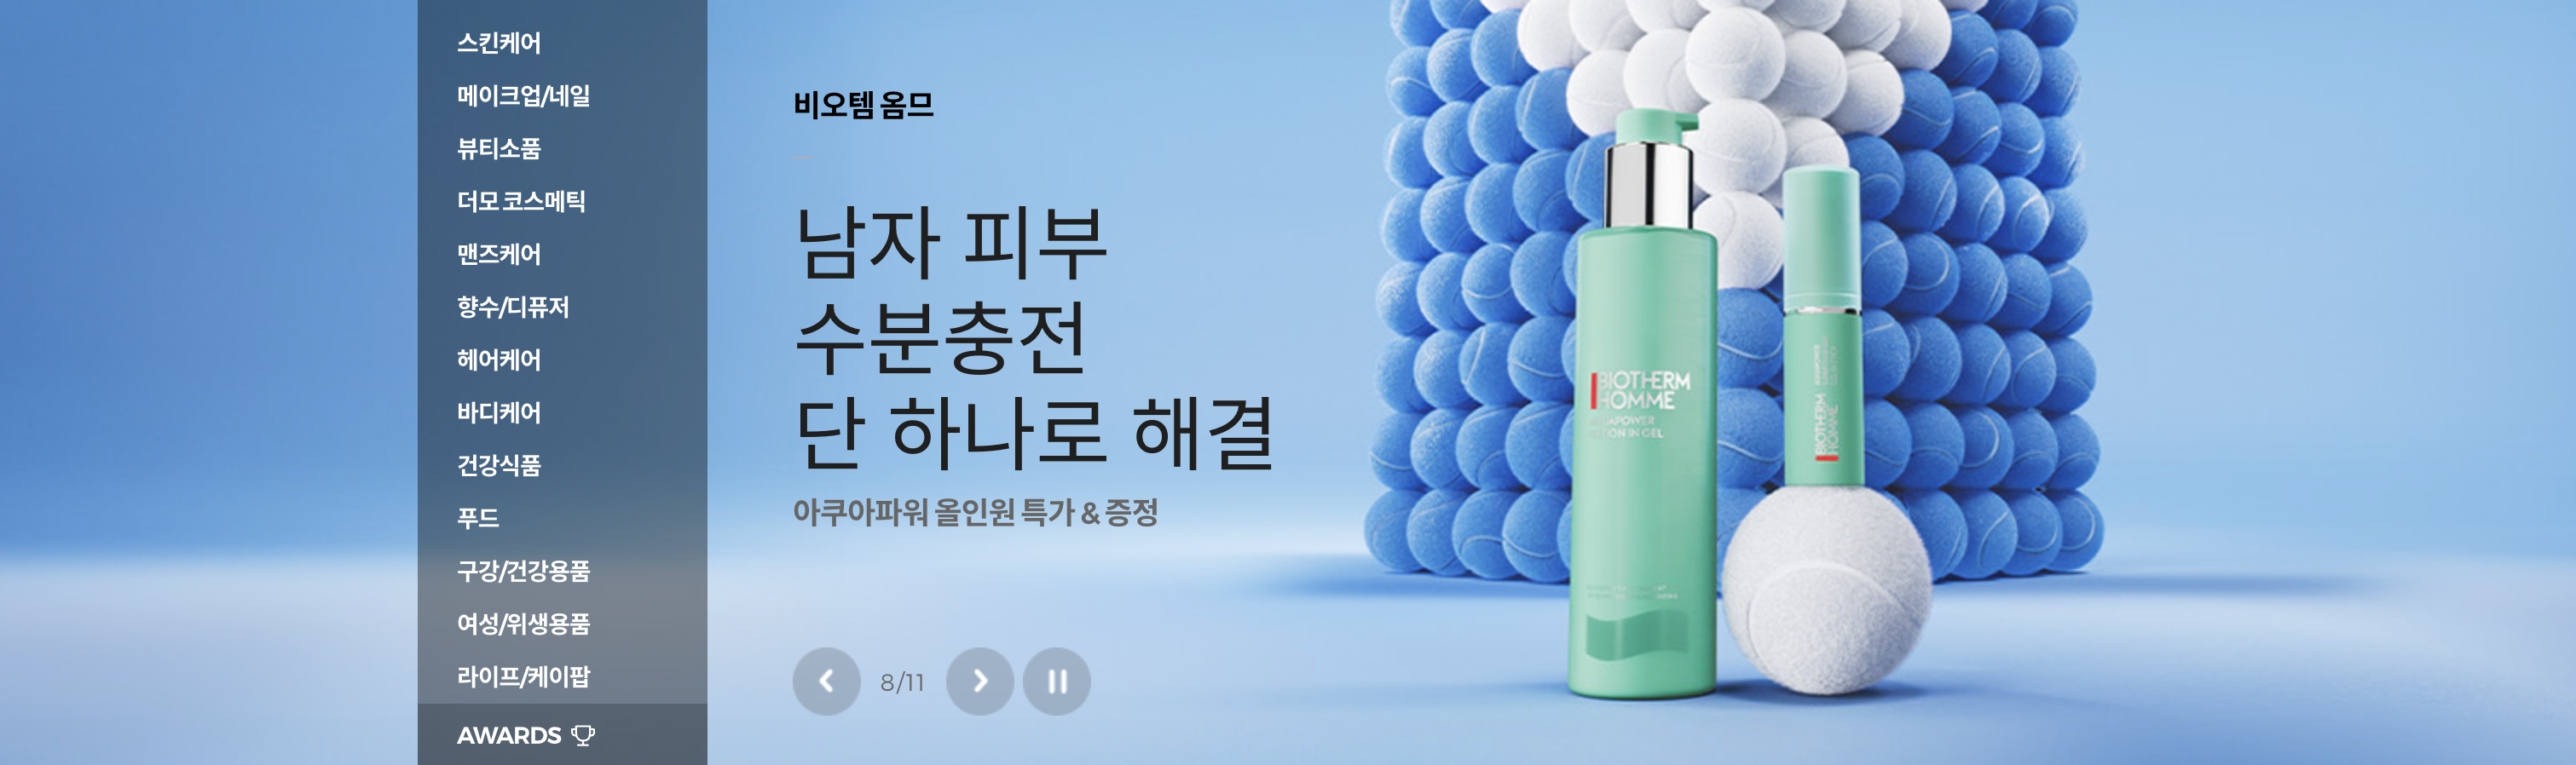 스킨케어
메이크업/네일
뷰티소품
더모 코스메틱
맨즈케어
향수/디퓨저
헤어케어
바디케어
건강식품
푸드
구강/건강용품
여성/위생용품
라이프/케이팝
AWARDS
비오템 옴므
남자 피부
수분충전
단 하나로 해결
아쿠아파워 올인원 특가 & 증정
8/11
BIOTHERM
HOMME
BIOTHERM
HOMME